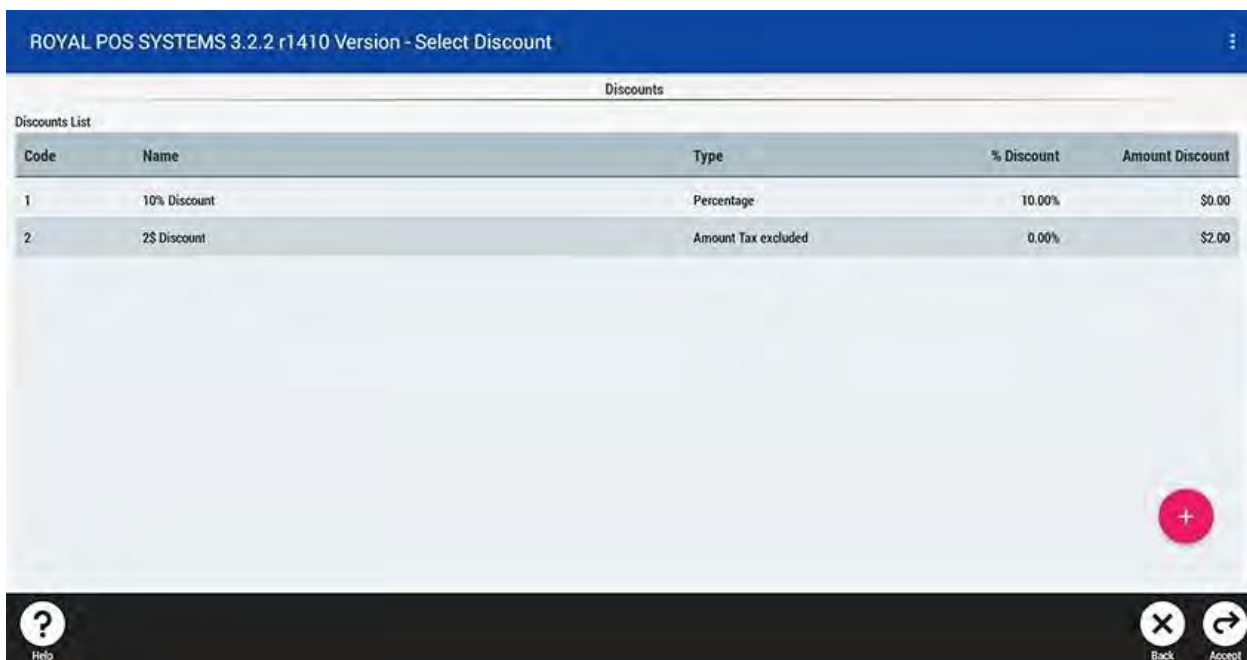 ROYAL POS SYSTEMS 3.2.2 r1410 Version - Select Discount
Discounts
Discounts List
Code Name Type % Discount Amount Discount
1 10% Discount Percentage 10.00% $0.00
2 2$ Discount Amount Tax excluded 0.00% $2.00
+
?
Help Back Accept